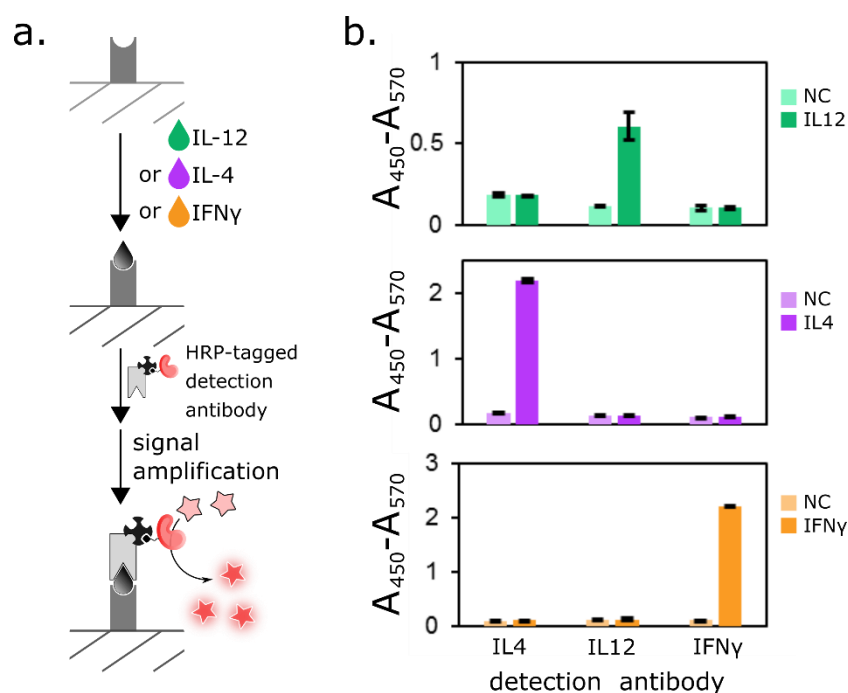 a.
IL-12
or IL-4
or IFNγ
HRP-tagged
detection
antibody
signal
amplification
b.
A450-A570
1
0.5
0
NC
IL12
A450-A570
2
1
0
NC
IL4
A450-A570
3
2
1
0
NC
IFNγ
IL4 IL12 IFNγ
detection antibody